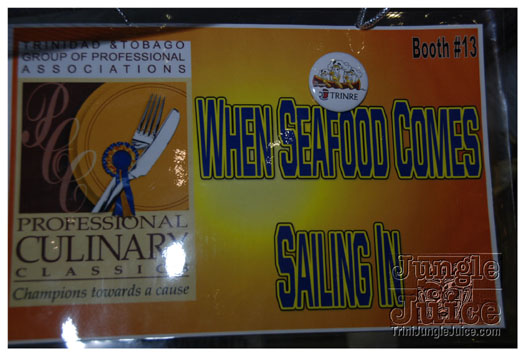 TRINIDAD & TOBAGO
GROUP OF PROFESSIONAL
ASSOCIATIONS
Booth #13
TRINRE
WHEN SEAFOOD COMES
SAILING IN
PCC
PROFESSIONAL
CULINARY
CLASSICS
Champions towards a cause
Jungle
Juice
TriniJungleJuice.com